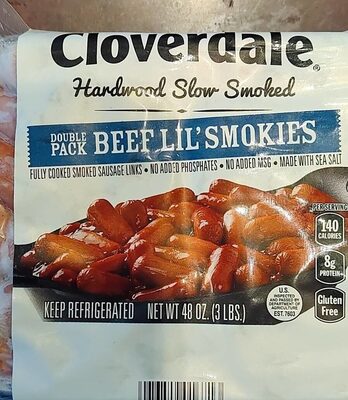 Cloverdale®
Hardwood Slow Smoked
DOUBLE PACK BEEF LIL' SMOKIES
FULLY COOKED SMOKED SAUSAGE LINKS • NO ADDED PHOSPHATES • NO ADDED MSG • MADE WITH SEA SALT
PER SERVING
140
CALORIES
8g
PROTEIN
Gluten
Free
U.S.
INSPECTED
AND PASSED BY
DEPARTMENT OF
AGRICULTURE
EST. 7603
KEEP REFRIGERATED NET WT 48 OZ. (3 LBS.)